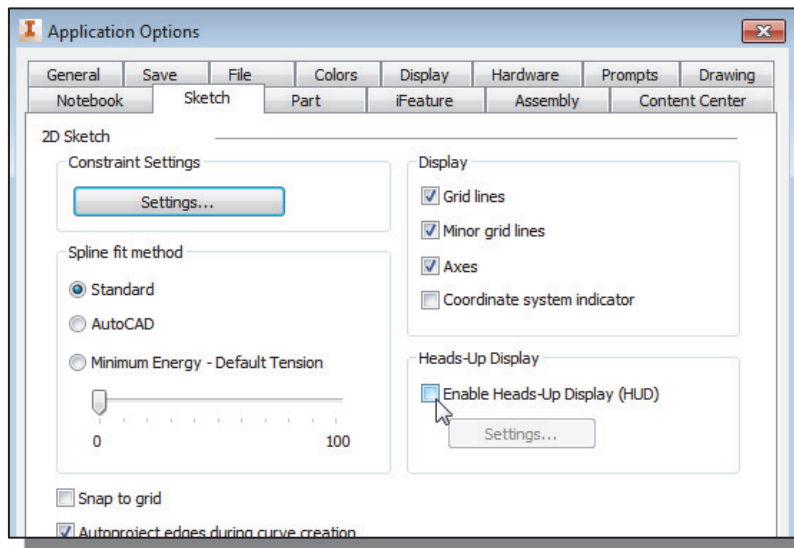 Application Options
General Save File Colors Display Hardware Prompts Drawing
Notebook Sketch Part iFeature Assembly Content Center
2D Sketch
Constraint Settings
Settings...
Spline fit method
Standard
AutoCAD
Minimum Energy - Default Tension
0 100
Display
Grid lines
Minor grid lines
Axes
Coordinate system indicator
Heads-Up Display
Enable Heads-Up Display (HUD)
Settings...
Snap to grid
Autoproject edges during curve creation